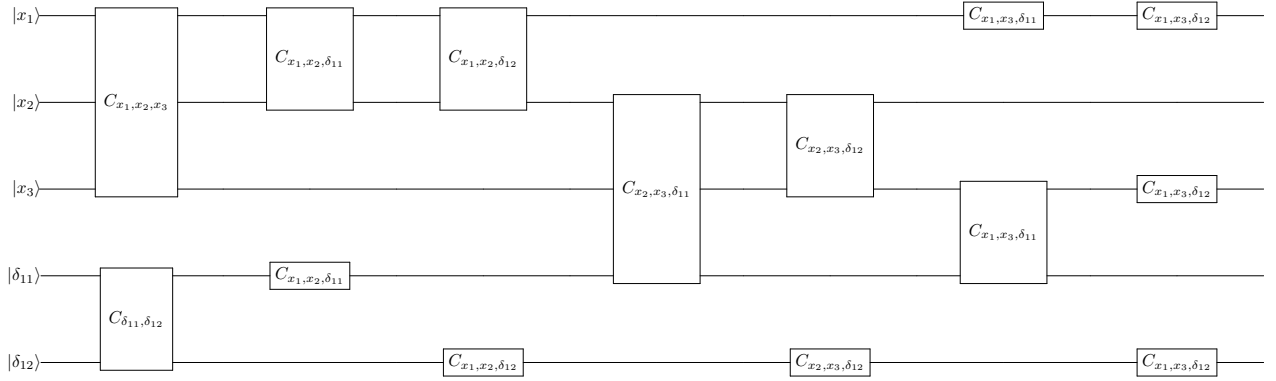 |x₁⟩ C_{x₁,x₃,δ₁₁} C_{x₁,x₃,δ₁₂}
C_{x₁,x₂,δ₁₁} C_{x₁,x₂,δ₁₂}
|x₂⟩ C_{x₁,x₂,x₃}
C_{x₂,x₃,δ₁₂}
|x₃⟩ C_{x₂,x₃,δ₁₁} C_{x₁,x₃,δ₁₂}
C_{x₁,x₃,δ₁₁}
|δ₁₁⟩ C_{x₁,x₂,δ₁₁}
C_{δ₁₁,δ₁₂}
|δ₁₂⟩ C_{x₁,x₂,δ₁₂} C_{x₂,x₃,δ₁₂} C_{x₁,x₃,δ₁₂}